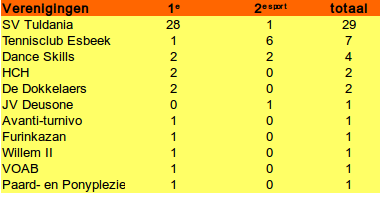 Verenigingen 1e 2e sport totaal
SV Tuldania 28 1 29
Tennisclub Esbeek 1 6 7
Dance Skills 2 2 4
HCH 2 0 2
De Dokkelaers 2 0 2
JV Deusone 0 1 1
Avanti-turnivo 1 0 1
Furinkazan 1 0 1
Willem II 1 0 1
VOAB 1 0 1
Paard- en Ponyplezie 1 0 1